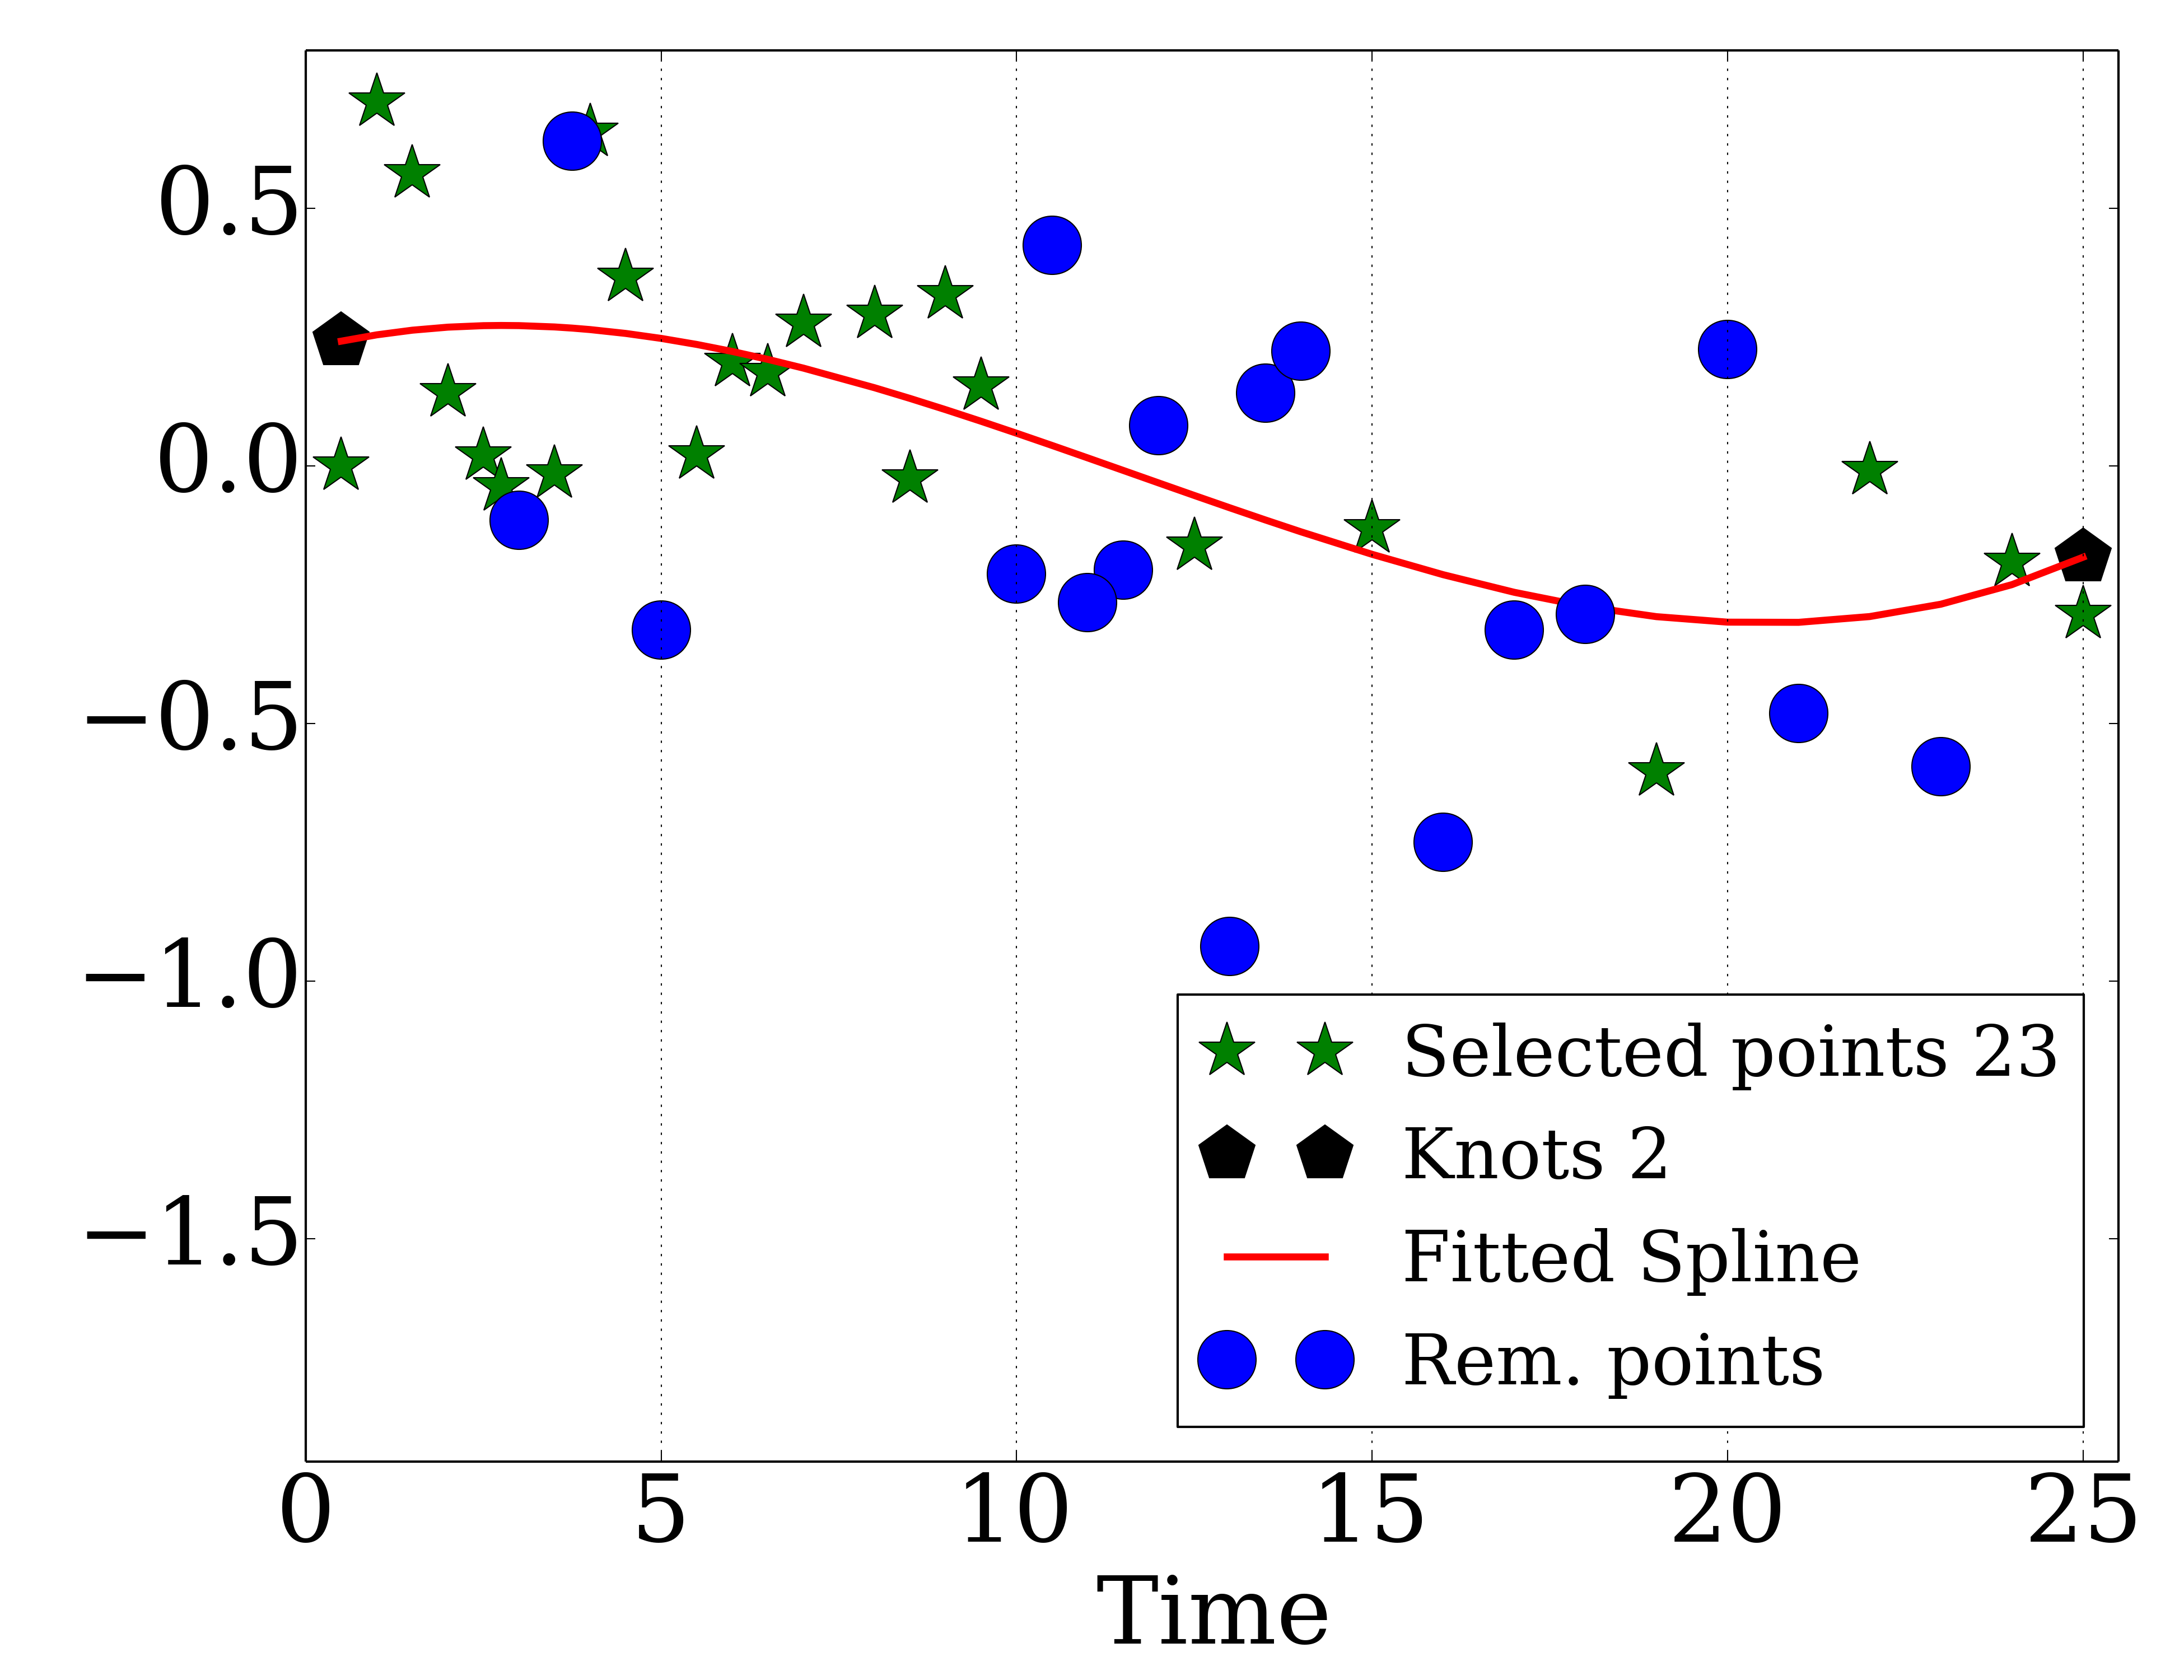 0.5
0.0
−0.5
−1.0
−1.5
Selected points 23
Knots 2
Fitted Spline
Rem. points
0 5 10 15 20 25
Time